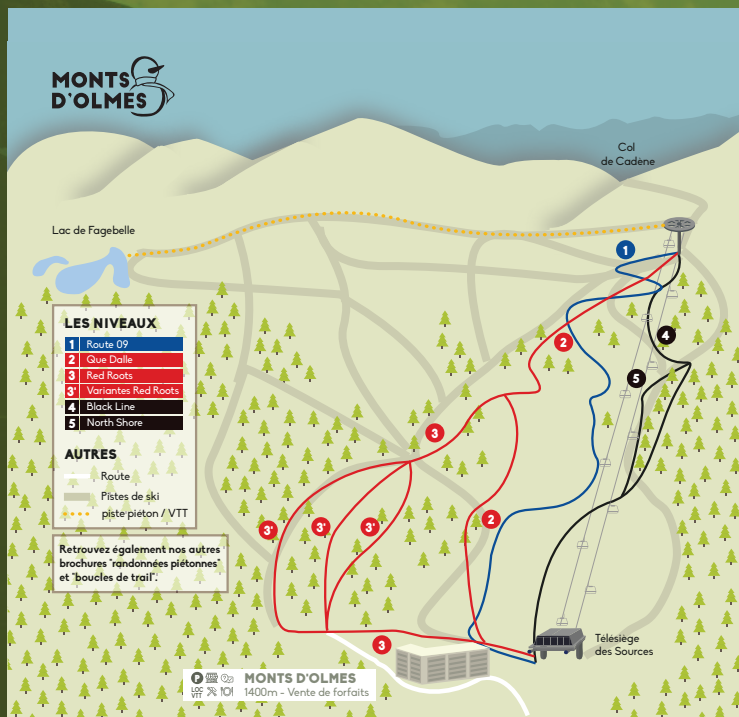 MONTS
D'OLMES
Col
de Cadène
Lac de Fagebelle
1
LES NIVEAUX
1 Route 09
2 Que Dalle
3 Red Roots
3' Variantes Red Roots
4 Black Line
5 North Shore
AUTRES
Route
Pistes de ski
piste piéton / VTT
2
4
5
3
3'
3'
3'
2
Retrouvez également nos autres
brochures "randonnées piétonnes"
et "boucles de trail".
3
Télésiège
des Sources
P
LOC
VTT
MONTS D'OLMES
1400m - Vente de forfaits